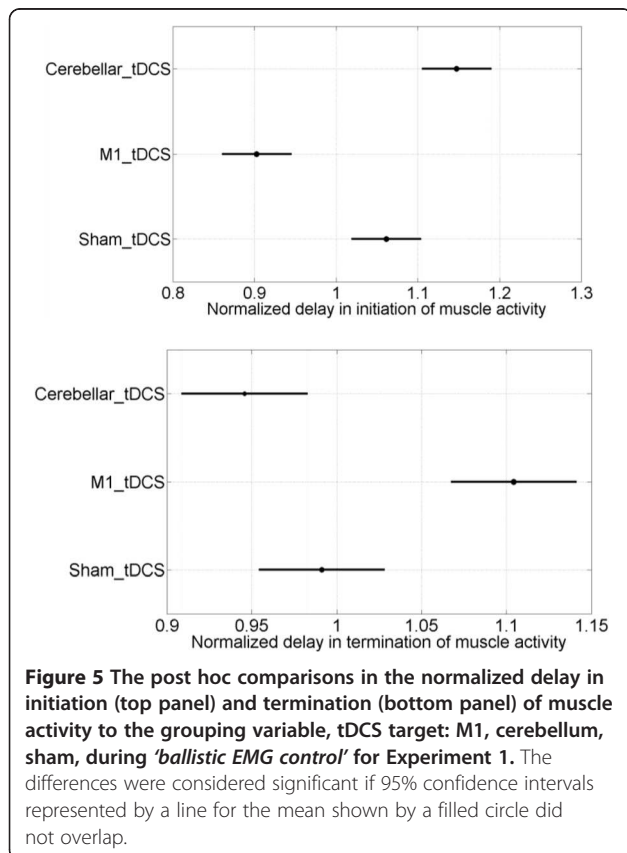 Cerebellar_tDCS
M1_tDCS
Sham_tDCS
0.8 0.9 1 1.1 1.2 1.3
Normalized delay in initiation of muscle activity
Cerebellar_tDCS
M1_tDCS
Sham_tDCS
0.9 0.95 1 1.05 1.1 1.15
Normalized delay in termination of muscle activity
Figure 5 The post hoc comparisons in the normalized delay in
initiation (top panel) and termination (bottom panel) of muscle
activity to the grouping variable, tDCS target: M1, cerebellum,
sham, during 'ballistic EMG control' for Experiment 1. The
differences were considered significant if 95% confidence intervals
represented by a line for the mean shown by a filled circle did
not overlap.